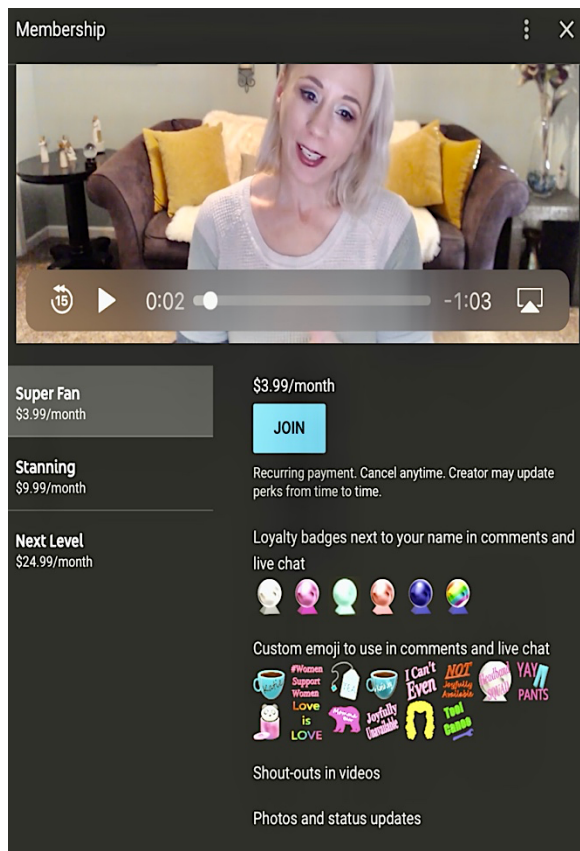 Membership
15
0:02
-1:03
Super Fan
$3.99/month
Stanning
$9.99/month
Next Level
$24.99/month
$3.99/month
JOIN
Recurring payment. Cancel anytime. Creator may update
perks from time to time.
Loyalty badges next to your name in comments and
live chat
Custom emoji to use in comments and live chat
#Women
Support
Women
TEA
I Can't
Even
NOT
Joyfully
Available
YAY
PANTS
Love
is
LOVE
Mama
Bear
Joyfully
Unavailable
Tool
Canoe
Shout-outs in videos
Photos and status updates